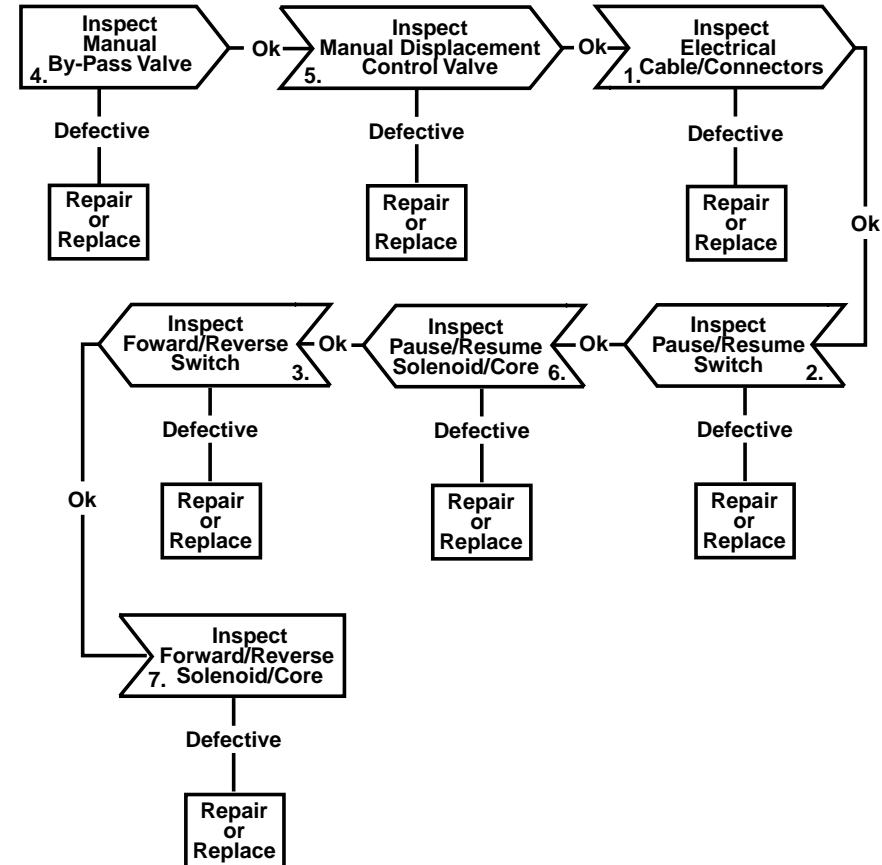 Inspect
Manual
4. By-Pass Valve
Ok
Inspect
Manual Displacement
Control Valve
5.
Ok
Inspect
Electrical
1. Cable/Connectors
Defective
Defective
Defective
Repair
or
Replace
Repair
or
Replace
Repair
or
Replace
Ok
Inspect
Pause/Resume
Switch
2.
Ok
Inspect
Pause/Resume
Solenoid/Core 6.
Ok
Inspect
Foward/Reverse
Switch
3.
Defective
Defective
Defective
Repair
or
Replace
Repair
or
Replace
Repair
or
Replace
Ok
Inspect
Forward/Reverse
7. Solenoid/Core
Defective
Repair
or
Replace